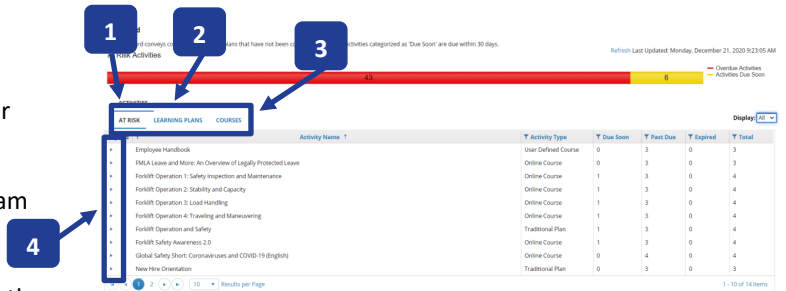 1
2
3
rd conveys co
lans that have not been co
ctivities categorized as 'Due Soon' are due within 30 days.
Refresh Last Updated: Monday, December 21, 2020 9:23:05 AM
Risk Activities
Overdue Activities
Activities Due Soon
43
6
r
AT RISK LEARNING PLANS COURSES
Display: All
Activity Name ↑ Activity Type Due Soon Past Due Expired Total
Employee Handbook User Defined Course 0 3 0 3
FMLA Leave and More: An Overview of Legally Protected Leave Online Course 0 3 0 3
Forklift Operation 1: Safety Inspection and Maintenance Online Course 1 3 0 4
Forklift Operation 2: Stability and Capacity Online Course 1 3 0 4
Forklift Operation 3: Load Handling Online Course 1 3 0 4
am
Forklift Operation 4: Traveling and Maneuvering Online Course 1 3 0 4
Forklift Operation and Safety Traditional Plan 1 3 0 4
4
Forklift Safety Awareness 2.0 Online Course 1 3 0 4
Global Safety Short: Coronaviruses and COVID-19 (English) Online Course 0 4 0 4
New Hire Orientation Traditional Plan 0 3 0 3
1 2 10 Results per Page 1 - 10 of 14 items